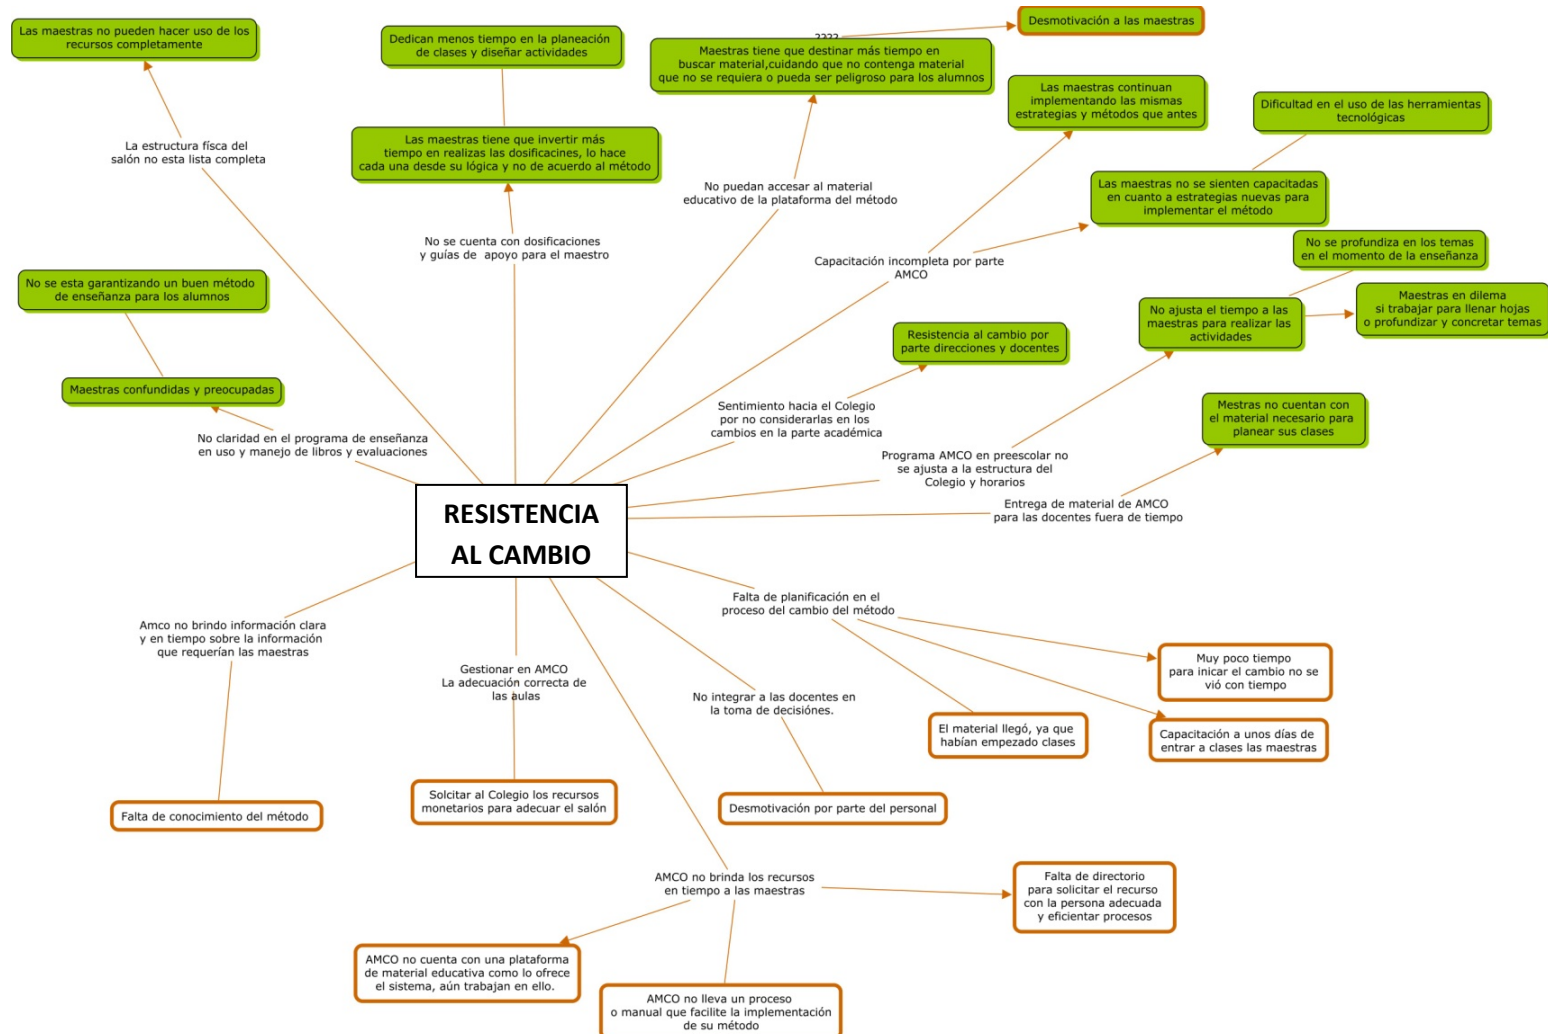 Las maestras no pueden hacer uso de los
recursos completamente
Dedican menos tiempo en la planeación
de clases y diseñar actividades
????
Desmotivación a las maestras
Maestras tiene que destinar más tiempo en
buscar material,cuidando que no contenga material
que no se requiera o pueda ser peligroso para los alumnos
Las maestras continuan
implementando las mismas
estrategias y métodos que antes
Dificultad en el uso de las herramientas
tecnológicas
La estructura físca del
salón no esta lista completa
Las maestras tiene que invertir más
tiempo en realizas las dosificacines, lo hace
cada una desde su lógica y no de acuerdo al método
No puedan accesar al material
educativo de la plataforma del método
Las maestras no se sienten capacitadas
en cuanto a estrategias nuevas para
implementar el método
No se cuenta con dosificaciones
y guías de apoyo para el maestro
Capacitación incompleta por parte
AMCO
No se profundiza en los temas
en el momento de la enseñanza
No se esta garantizando un buen método
de enseñanza para los alumnos
No ajusta el tiempo a las
maestras para realizar las
actividades
Maestras en dilema
si trabajar para llenar hojas
o profundizar y concretar temas
Resistencia al cambio por
parte direcciones y docentes
Maestras confundidas y preocupadas
Sentimiento hacia el Colegio
por no considerarlas en los
cambios en la parte académica
Mestras no cuentan con
el material necesario para
planear sus clases
No claridad en el programa de enseñanza
en uso y manejo de libros y evaluaciones
Programa AMCO en preescolar no
se ajusta a la estructura del
Colegio y horarios
Entrega de material de AMCO
para las docentes fuera de tiempo
RESISTENCIA
AL CAMBIO
Falta de planificación en el
proceso del cambio del método
Amco no brindo información clara
y en tiempo sobre la información
que requerían las maestras
Gestionar en AMCO
La adecuación correcta de
las aulas
No integrar a las docentes en
la toma de decisiónes.
Muy poco tiempo
para inicar el cambio no se
vió con tiempo
El material llegó, ya que
habían empezado clases
Capacitación a unos días de
entrar a clases las maestras
Falta de conocimiento del método
Solcitar al Colegio los recursos
monetarios para adecuar el salón
Desmotivación por parte del personal
AMCO no brinda los recursos
en tiempo a las maestras
Falta de directorio
para solicitar el recurso
con la persona adecuada
y eficientar procesos
AMCO no cuenta con una plataforma
de material educativa como lo ofrece
el sistema, aún trabajan en ello.
AMCO no lleva un proceso
o manual que facilite la implementación
de su método